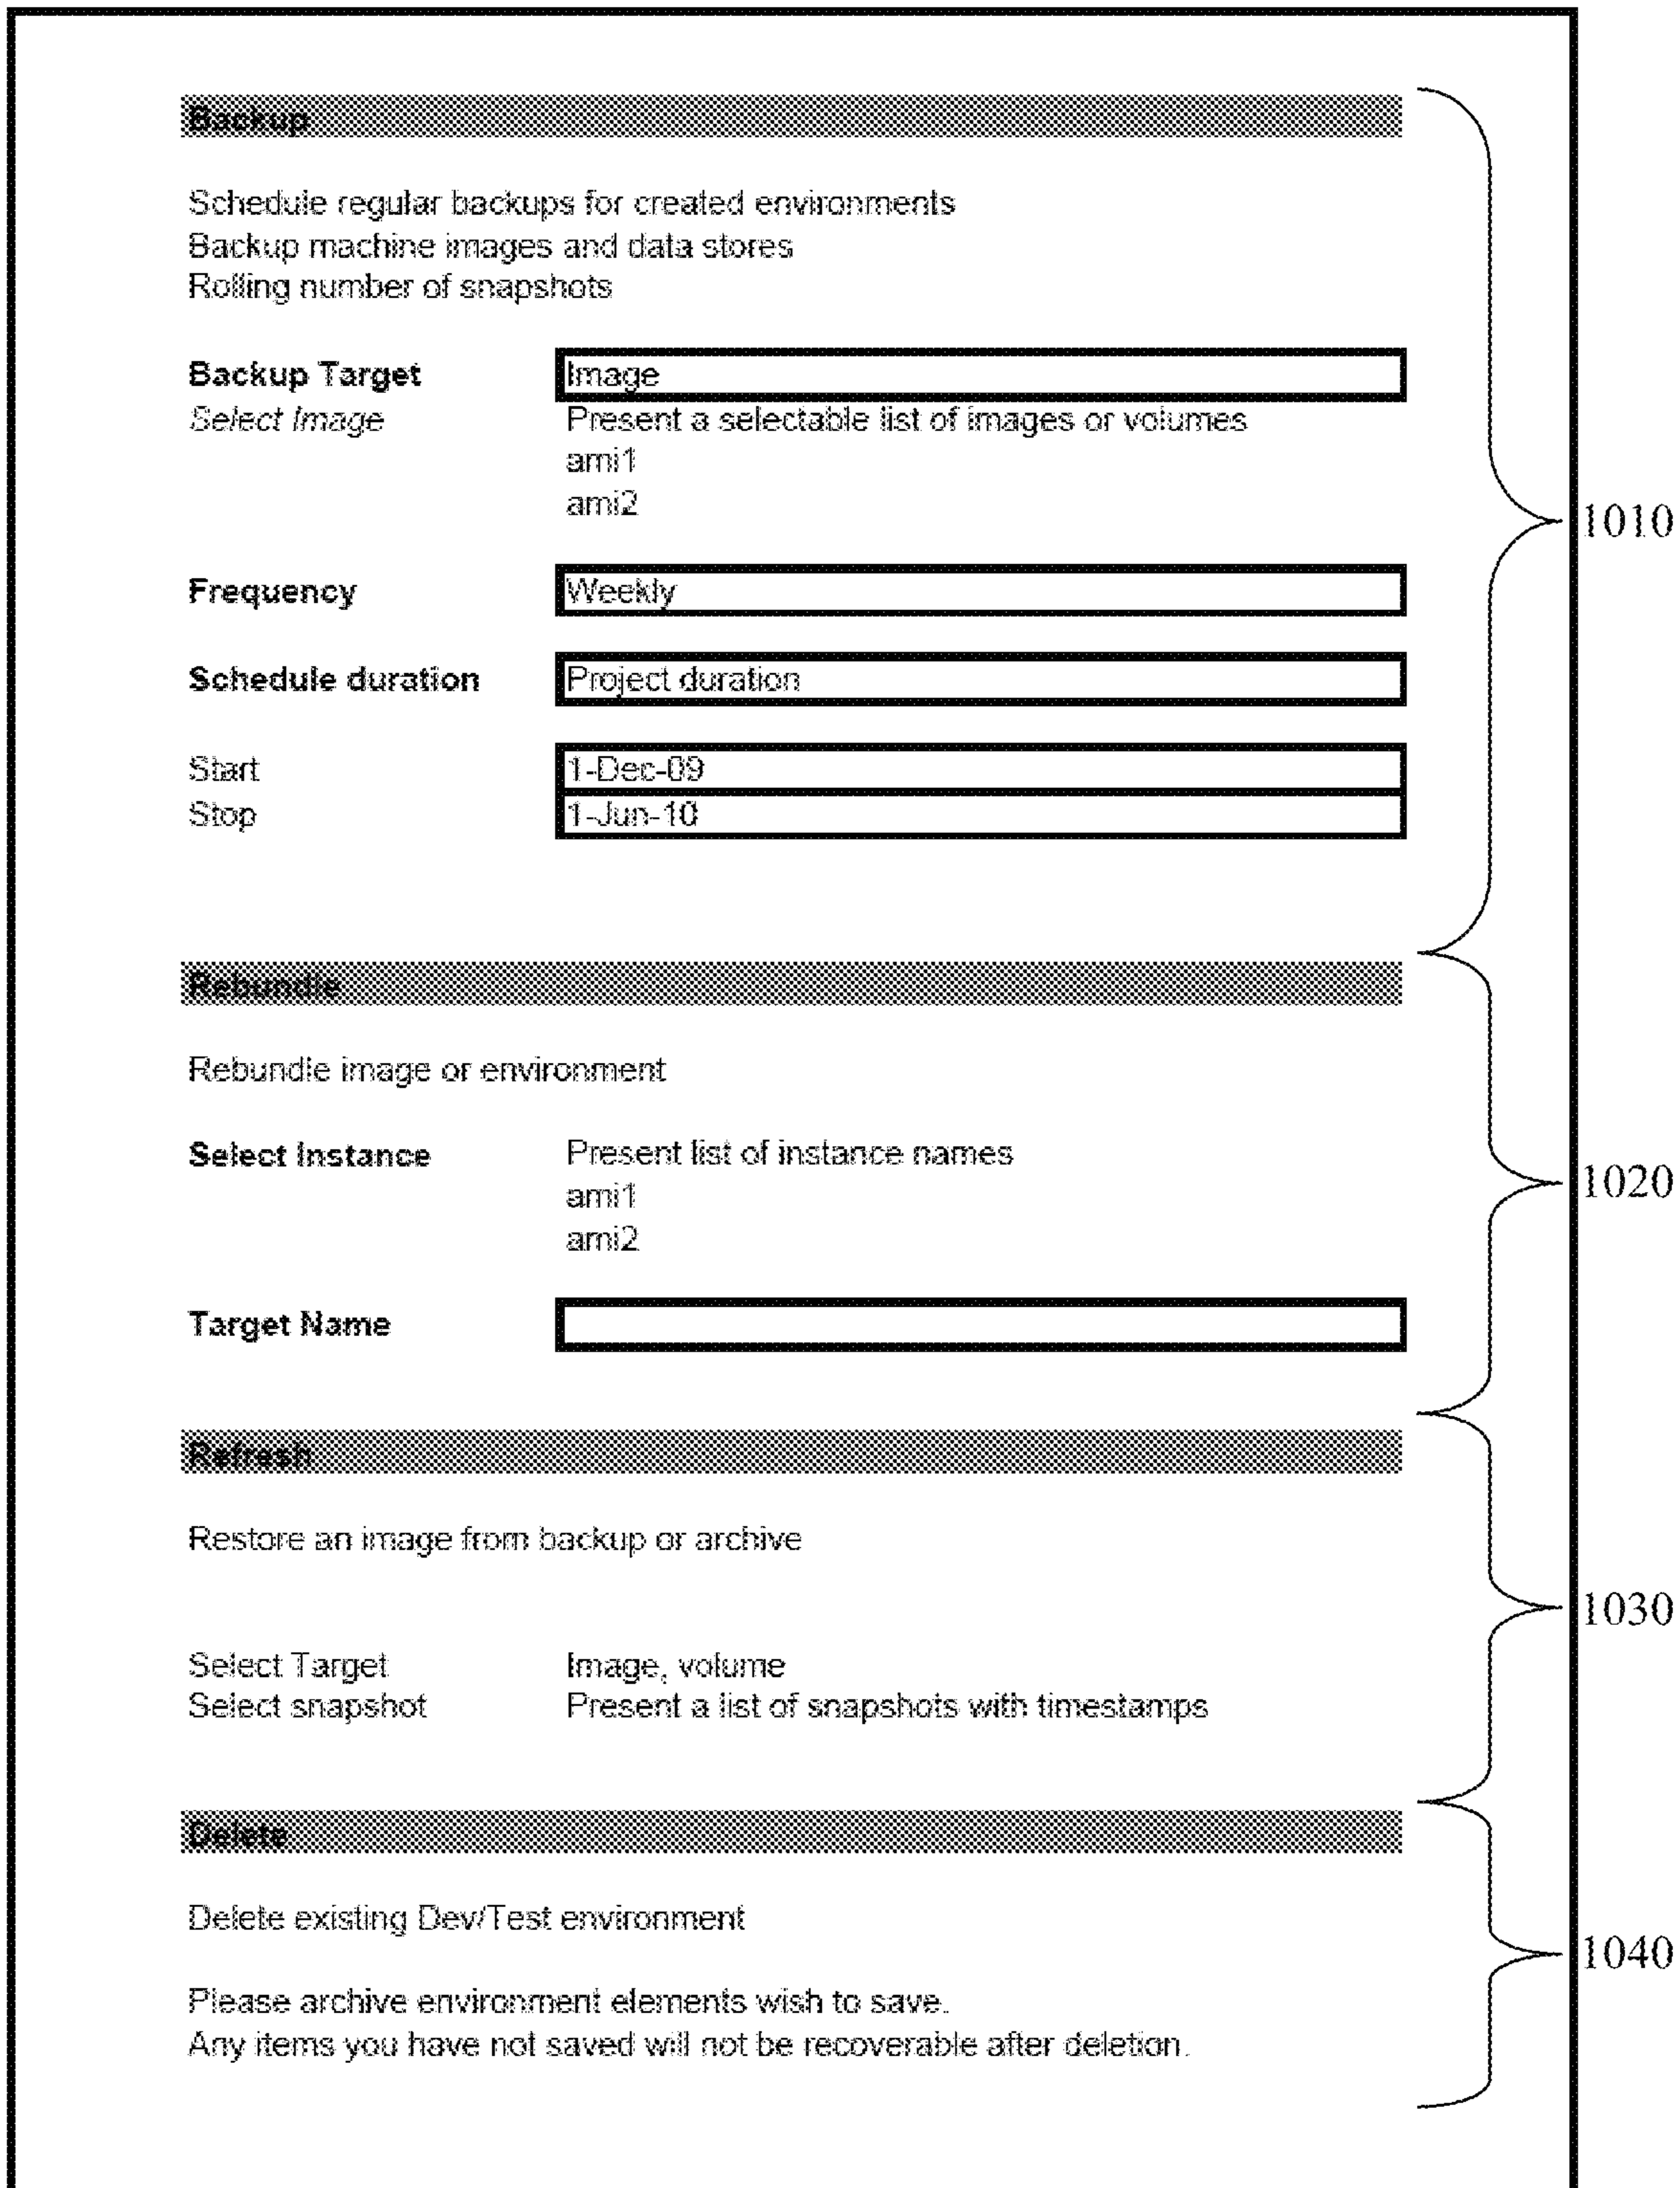 Backup
Schedule regular backups for created environments
Backup machine images and data stores
Rolling number of snapshots
Backup Target Image
Select Image Present a selectable list of images or volumes
ami1
ami2
1010
Frequency Weekly
Schedule duration Project duration
Start 1-Dec-09
Stop 1-Jun-10
Rebundle
Rebundle image or environment
Select Instance Present list of instance names
1020
ami1
ami2
Target Name
Refresh
Restore an image from backup or archive
1030
Select Target Image, volume
Select snapshot Present a list of snapshots with timestamps
Delete
Delete existing Dev/Test environment
1040
Please archive environment elements wish to save.
Any items you have not saved will not be recoverable after deletion.